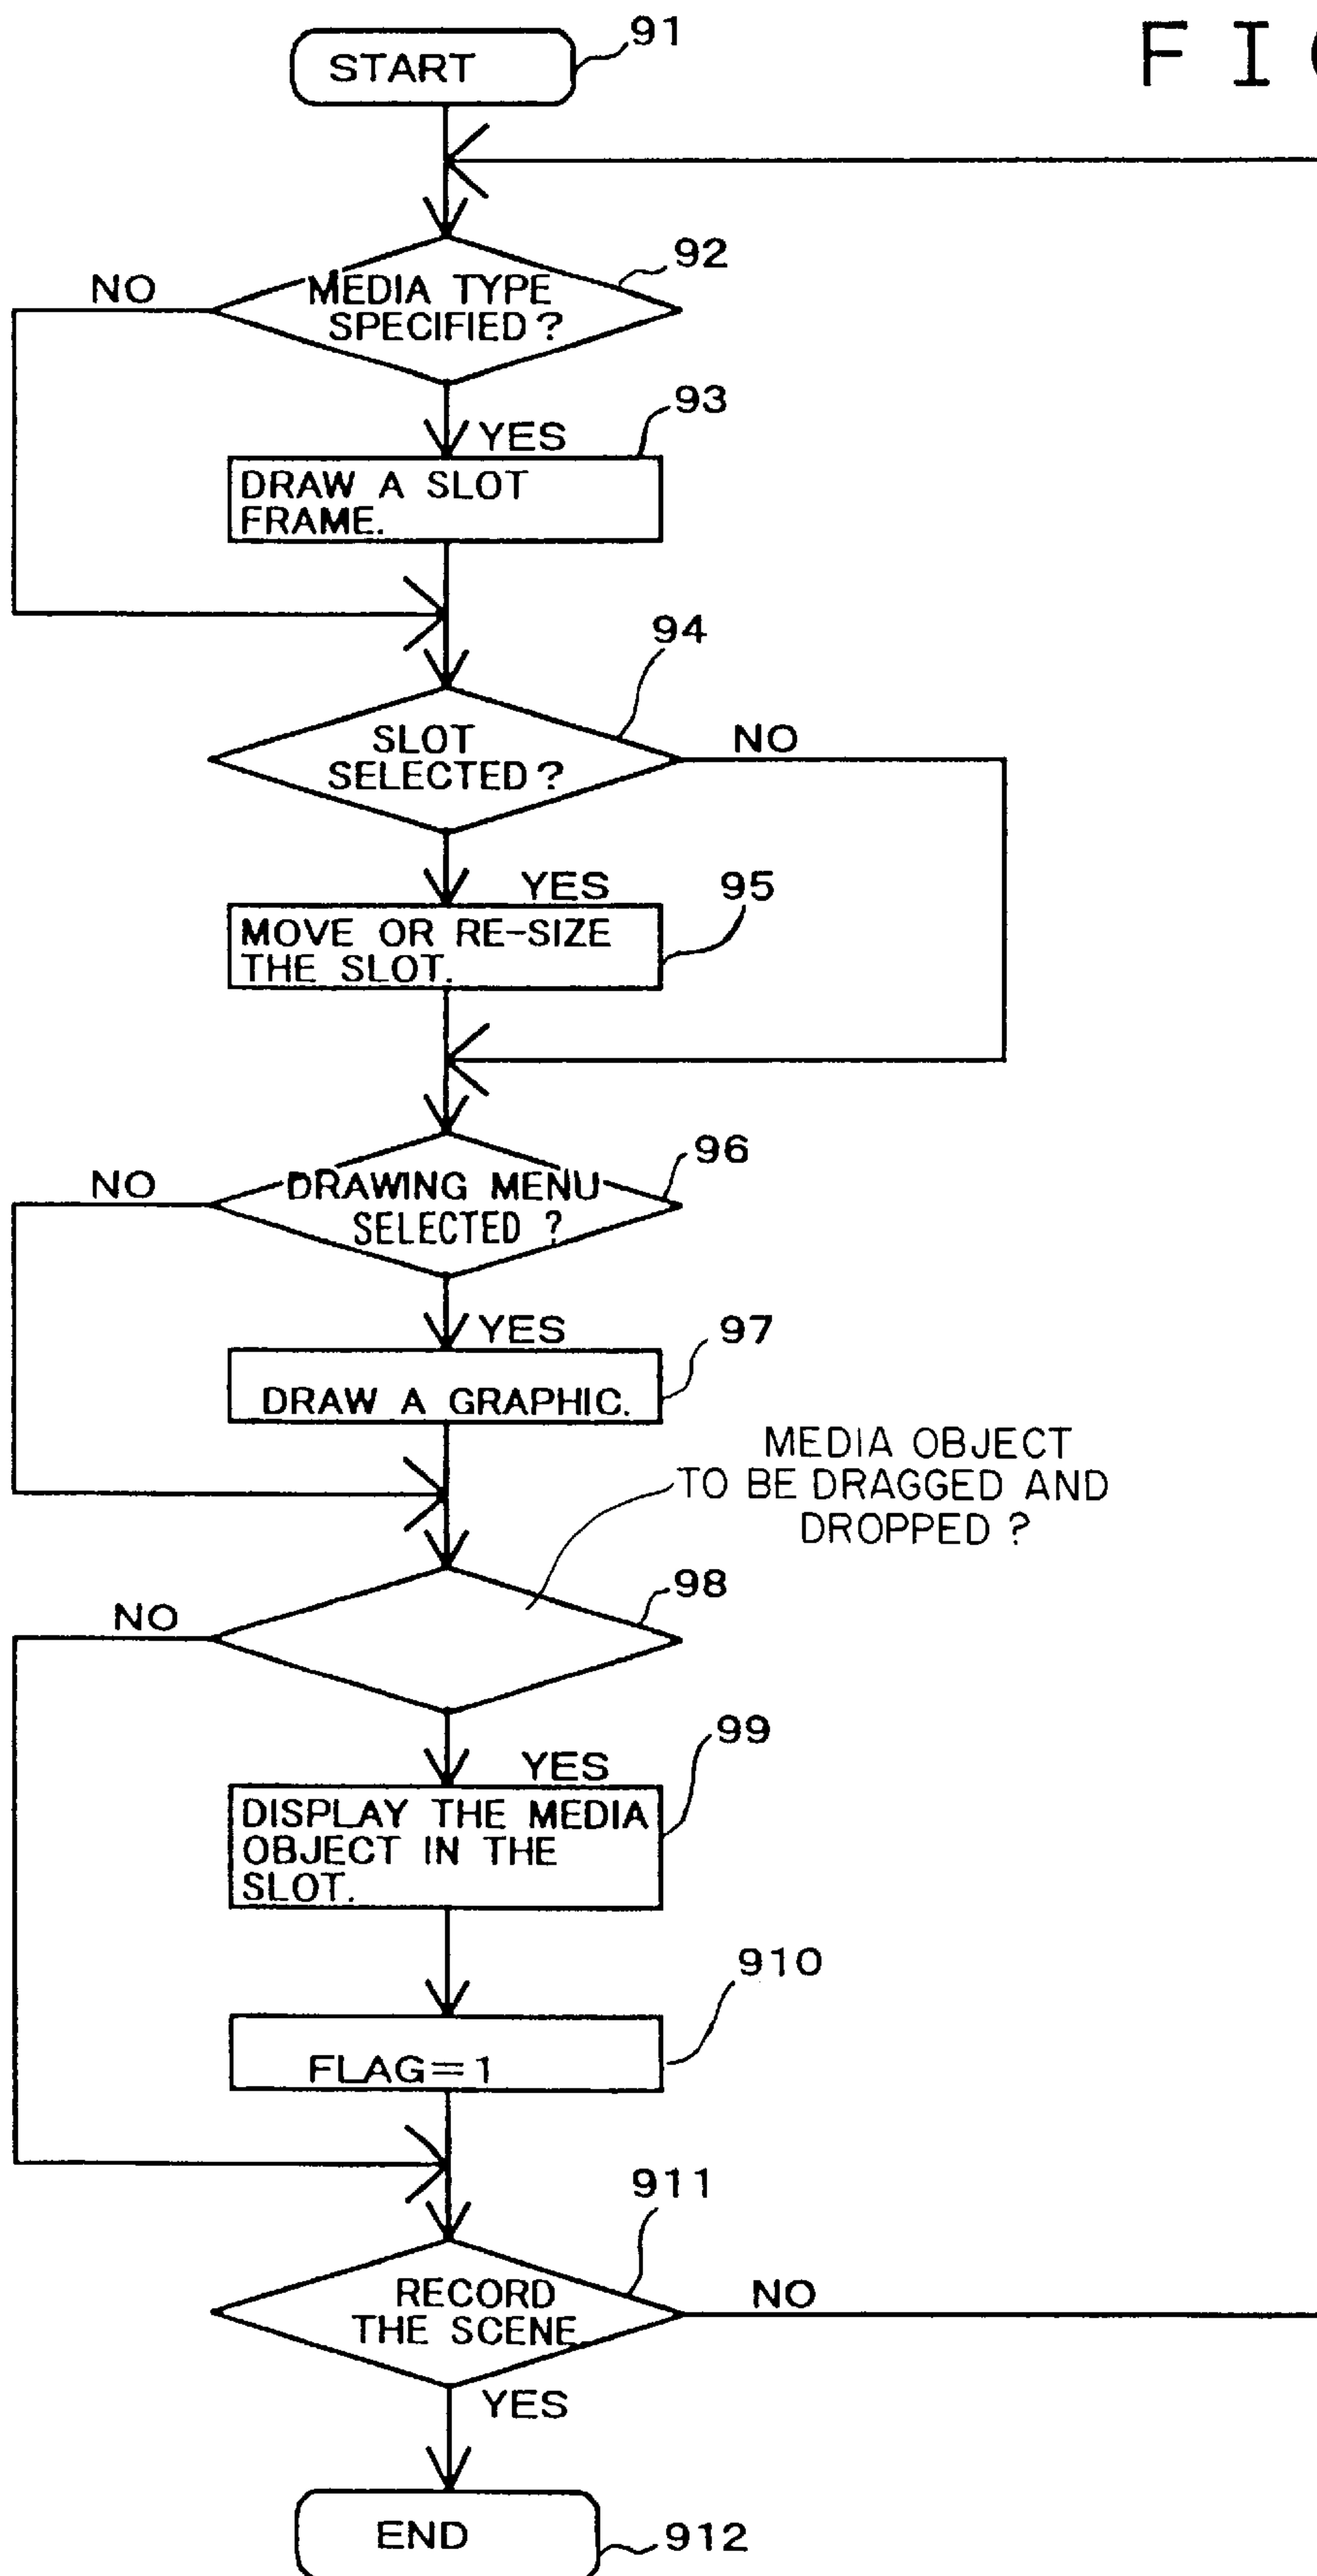 START
91
FI
92
NO
MEDIA TYPE
SPECIFIED?
93
YES
DRAW A SLOT
FRAME.
94
SLOT
SELECTED?
NO
YES
95
MOVE OR RE-SIZE
THE SLOT.
96
NO
DRAWING MENU
SELECTED ?
YES
97
DRAW A GRAPHIC.
MEDIA OBJECT
TO BE DRAGGED AND
DROPPED ?
98
NO
99
YES
DISPLAY THE MEDIA
OBJECT IN THE
SLOT.
910
FLAG=1
911
RECORD
THE SCENE
NO
YES
END
912